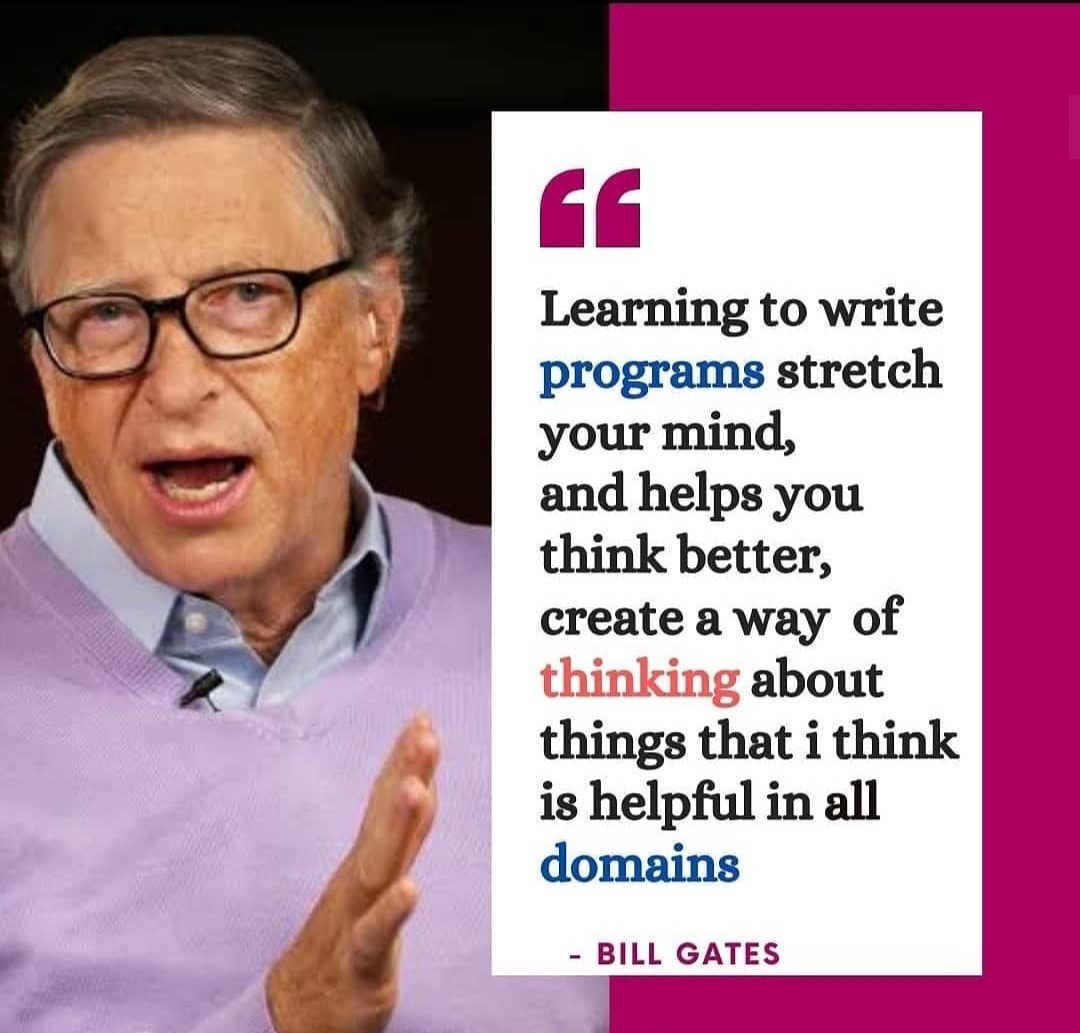 Learning to write
programs stretch
your mind,
and helps you
think better,
create a way of
thinking about
things that i think
is helpful in all
domains
- BILL GATES